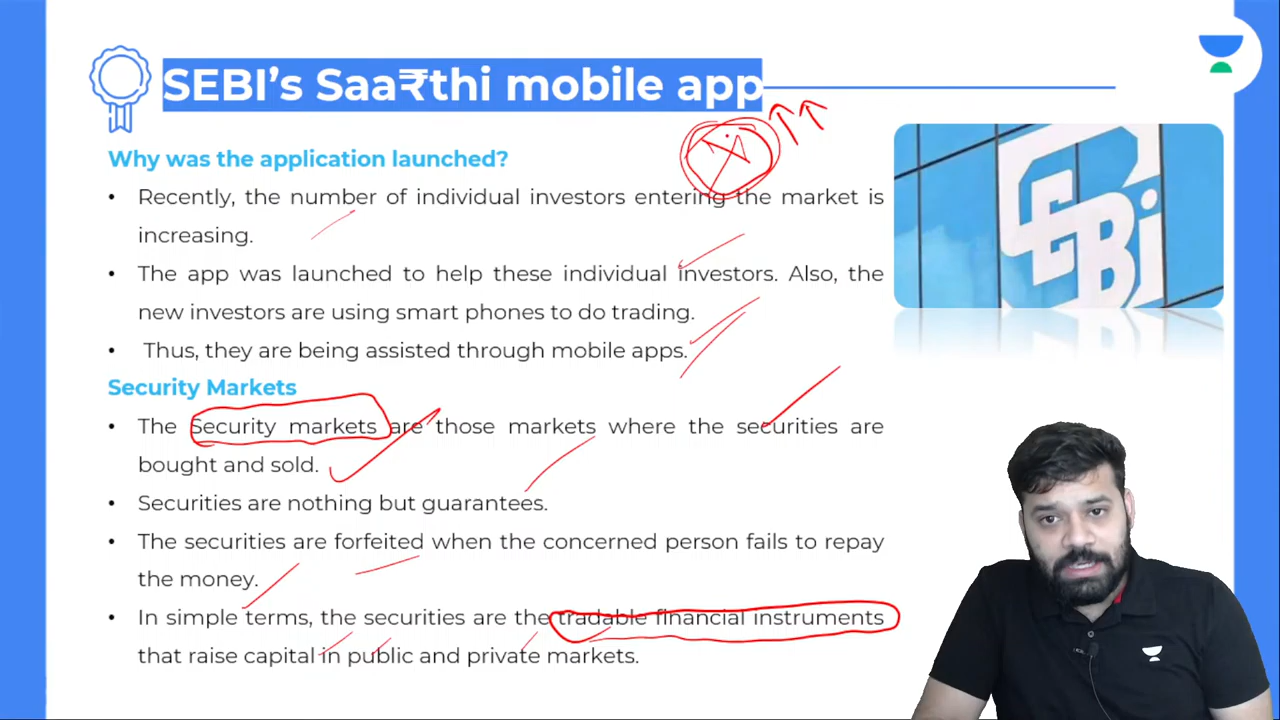 SEBI's Saa₹thi mobile app
Why was the application launched?
• Recently, the number of individual investors entering the market is
increasing.
• The app was launched to help these individual investors. Also, the
new investors are using smart phones to do trading.
• Thus, they are being assisted through mobile apps.
Security Markets
• The Security markets are those markets where the securities are
bought and sold.
• Securities are nothing but guarantees.
• The securities are forfeited when the concerned person fails to repay
the money.
• In simple terms, the securities are the tradable financial instruments
that raise capital in public and private markets.
SEBI